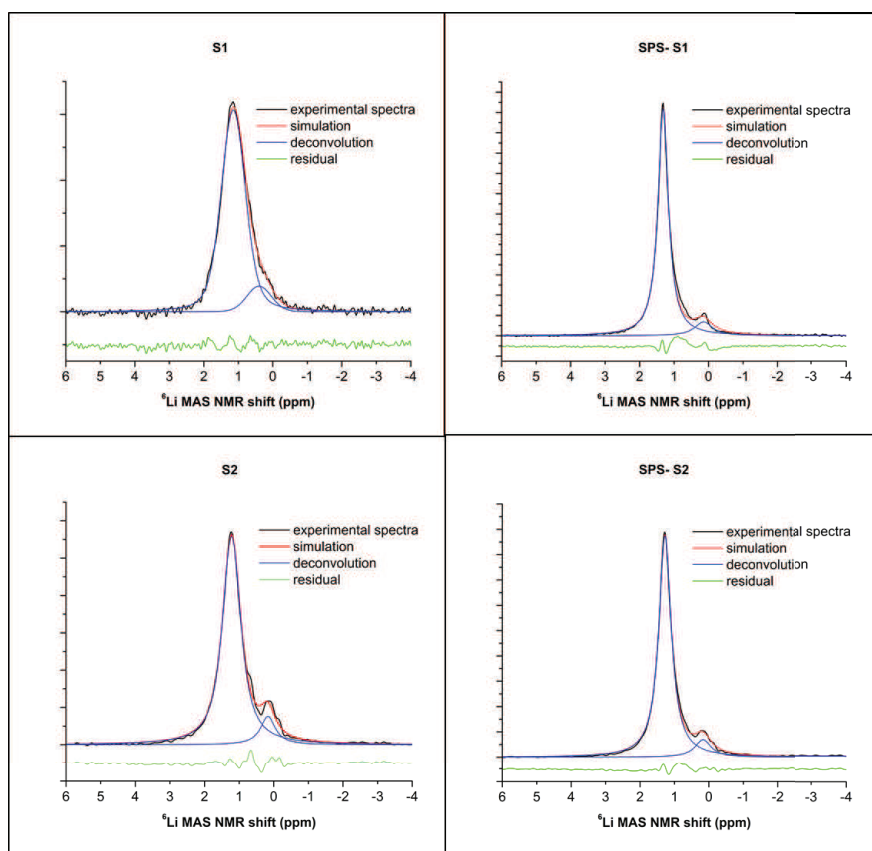 S1
experimental spectra
simulation
deconvolution
residual
6 5 4 3 2 1 0 -1 -2 -3 -4
⁶Li MAS NMR shift (ppm)
SPS- S1
experimental spectra
simulation
deconvolution
residual
6 5 4 3 2 1 0 -1 -2 -3 -4
⁶Li MAS NMR shift (ppm)
S2
experimental spectra
simulation
deconvolution
residual
6 5 4 3 2 1 0 -1 -2 -3 -4
⁶Li MAS NMR shift (ppm)
SPS- S2
experimental spectra
simulation
deconvolution
residual
6 5 4 3 2 1 0 -1 -2 -3 -4
⁶Li MAS NMR shift (ppm)